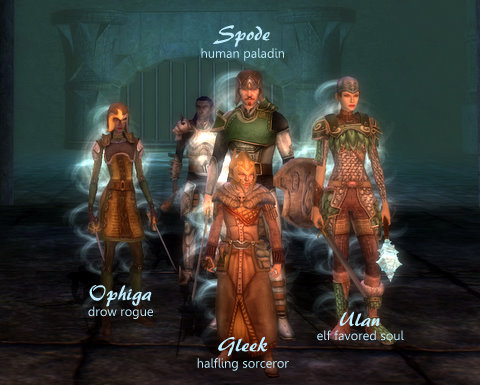 Spode
human paladin
Ophiga
drow rogue
Ulan
elf favored soul
Gleek
halfling sorceror